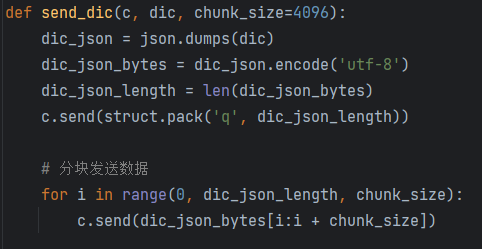 def send_dic(c, dic, chunk_size=4096):
    dic_json = json.dumps(dic)
    dic_json_bytes = dic_json.encode('utf-8')
    dic_json_length = len(dic_json_bytes)
    c.send(struct.pack('q', dic_json_length))
    # 分块发送数据
    for i in range(0, dic_json_length, chunk_size):
        c.send(dic_json_bytes[i:i + chunk_size])